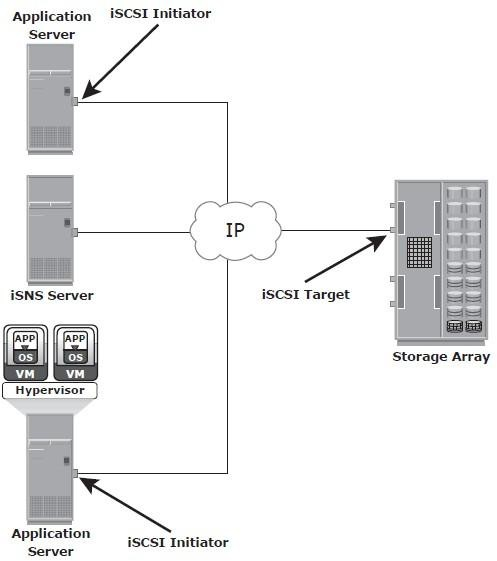 Application
Server
iSCSI Initiator
iSNS Server
IP
iSCSI Target
Storage Array
APP
OS
VM
APP
OS
VM
Hypervisor
Application
Server
iSCSI Initiator